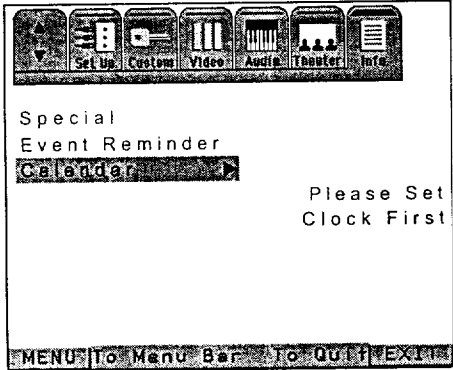 Set Up Custom Video Audio Theater Info
Special
Event Reminder
Calendar
Please Set
Clock First
MENU To Menu Bar To Quit EXIT